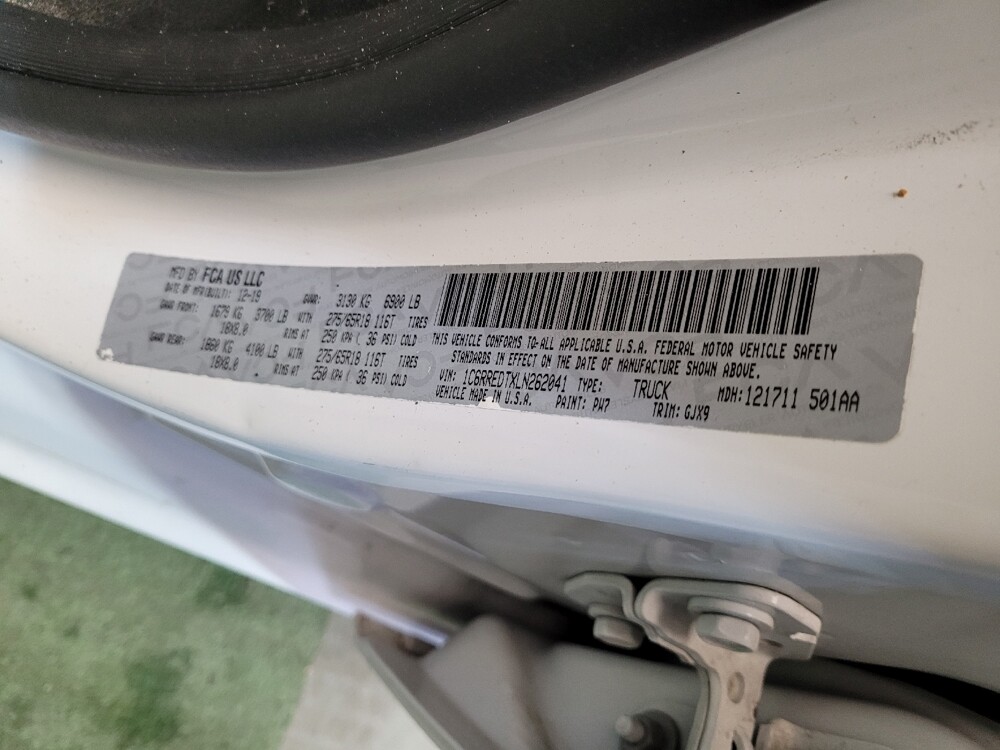 MFD BY FCA US LLC
DATE OF MFR(BUILT): 12-19 GVWR: 3130 KG 6900 LB
GAWR FRONT: 1679 KG 3700 LB WITH 275/65R18 116T TIRES
18X8.0 RIMS AT 250 KPA ( 36 PSI) COLD
GAWR REAR: 1860 KG 4100 LB WITH 275/65R18 116T TIRES
18X8.0 RIMS AT 250 KPA ( 36 PSI) COLD
THIS VEHICLE CONFORMS TO ALL APPLICABLE U.S.A. FEDERAL MOTOR VEHICLE SAFETY
STANDARDS IN EFFECT ON THE DATE OF MANUFACTURE SHOWN ABOVE.
VIN: 1C6RREDTXLN262041 TYPE: TRUCK MDH: 121711 501AA
VEHICLE MADE IN U.S.A. PAINT: PW7 TRIM: GJX9